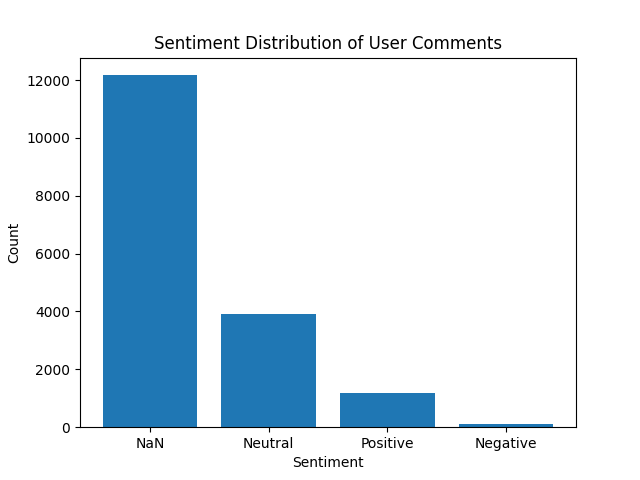 Sentiment Distribution of User Comments
12000
10000
8000
6000
4000
2000
0
Count
NaN Neutral Positive Negative
Sentiment